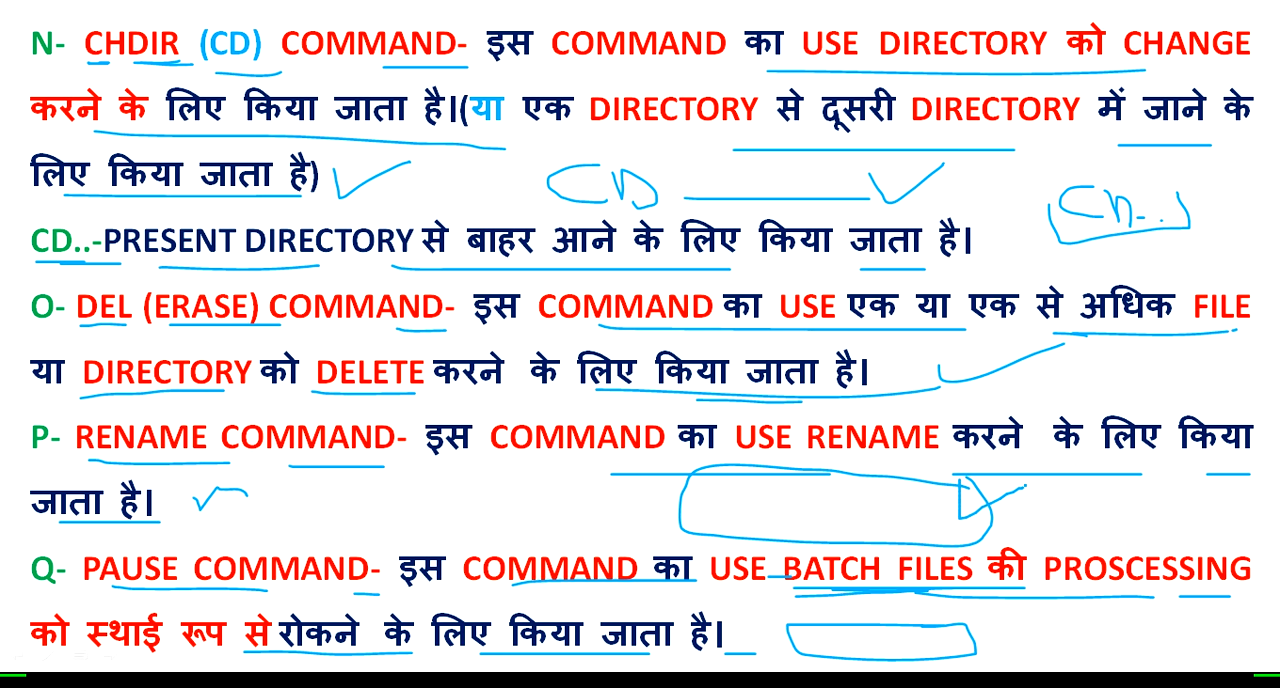 N- CHDIR (CD) COMMAND- इस COMMAND का USE DIRECTORY को CHANGE
करने के लिए किया जाता है।(या एक DIRECTORY से दूसरी DIRECTORY में जाने के
लिए किया जाता है)
CD
CD..-PRESENT DIRECTORY से बाहर आने के लिए किया जाता है।
O- DEL (ERASE) COMMAND- इस COMMAND का USE एक या एक से अधिक FILE
या DIRECTORY को DELETE करने के लिए किया जाता है।
P- RENAME COMMAND- इस COMMAND का USE RENAME करने के लिए किया
जाता है।
Q- PAUSE COMMAND- इस COMMAND का USE BATCH FILES की PROSCESSING
को स्थाई रूप से रोकने के लिए किया जाता है।